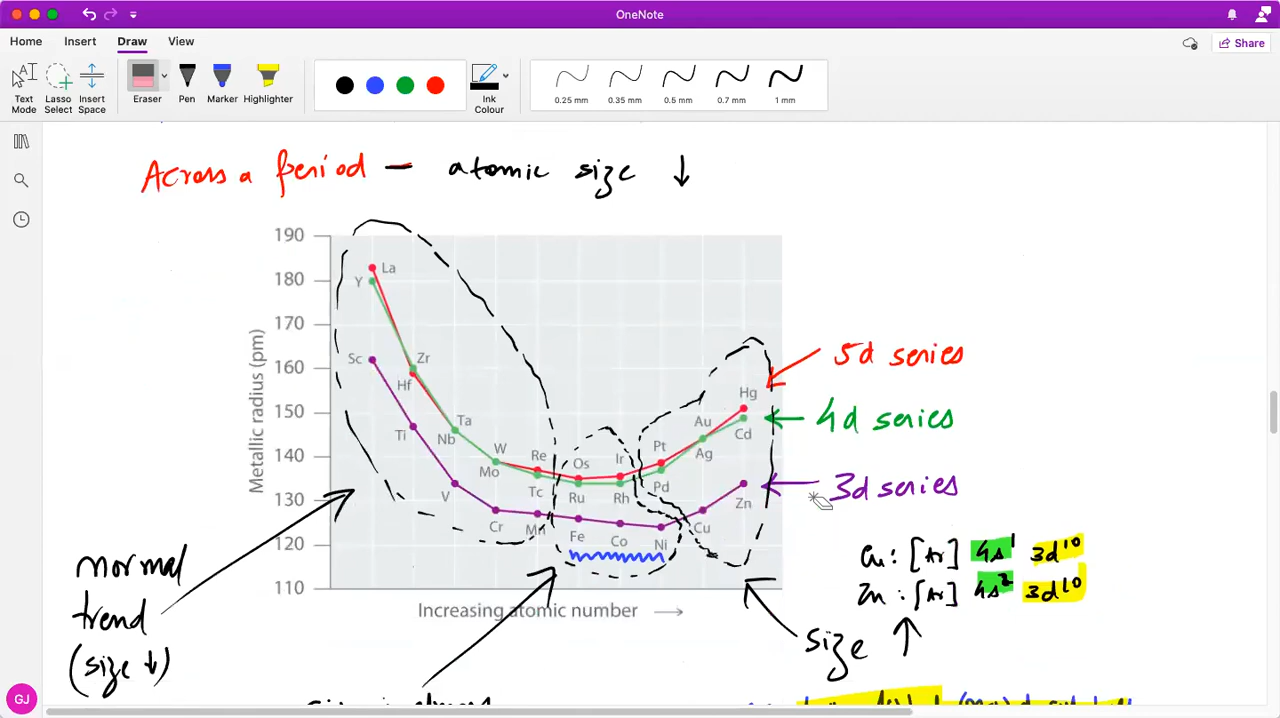 OneNote
Home Insert Draw View
Share
Text Mode
Lasso Select
Insert Space
Eraser
Pen
Marker
Highlighter
Ink Colour
0.25 mm 0.35 mm 0.5 mm 0.7 mm 1 mm
Across a period - atomic size ↓
190
180
170
160
150
140
130
120
110
Metallic radius (pm)
Increasing atomic number →
La
Y
Sc
Zr
Hf
Ti
Ta
Nb
V
W
Mo
Cr
Re
Tc
Mn
Os
Ru
Fe
Ir
Rh
Co
Pt
Pd
Ni
Au
Ag
Cu
Hg
Cd
Zn
5d series
4d series
3d series
Cu : [Ar] 4s¹ 3d¹⁰
Zn : [Ar] 4s² 3d¹⁰
normal
trend
(size ↓)
size ↑
GJ